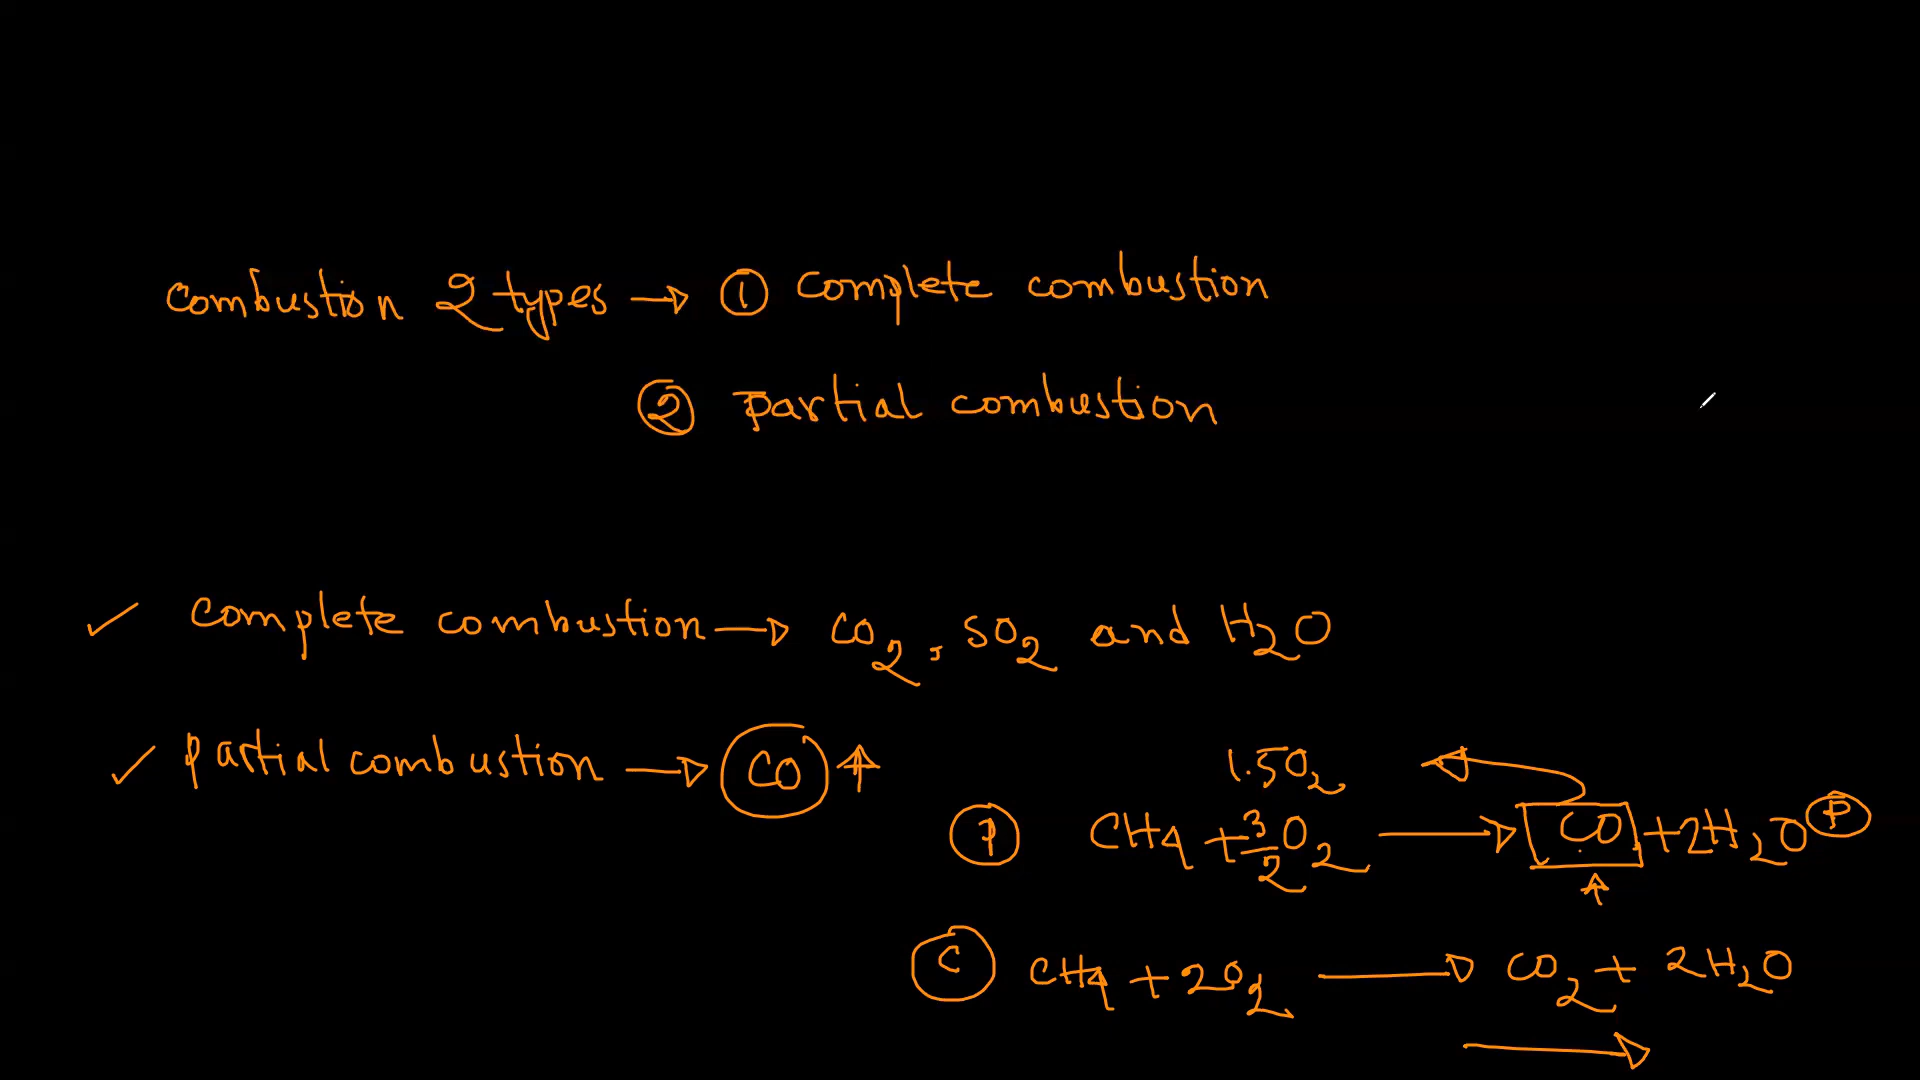 combustion 2 types → ① complete combustion
② partial combustion
✓ complete combustion → CO₂, SO₂ and H₂O
✓ partial combustion → CO ↑
1.5O₂
Ⓟ CH4 + 3/2 O₂ → CO + 2H₂O Ⓟ
Ⓒ CH4 + 2O₂ → CO₂ + 2H₂O